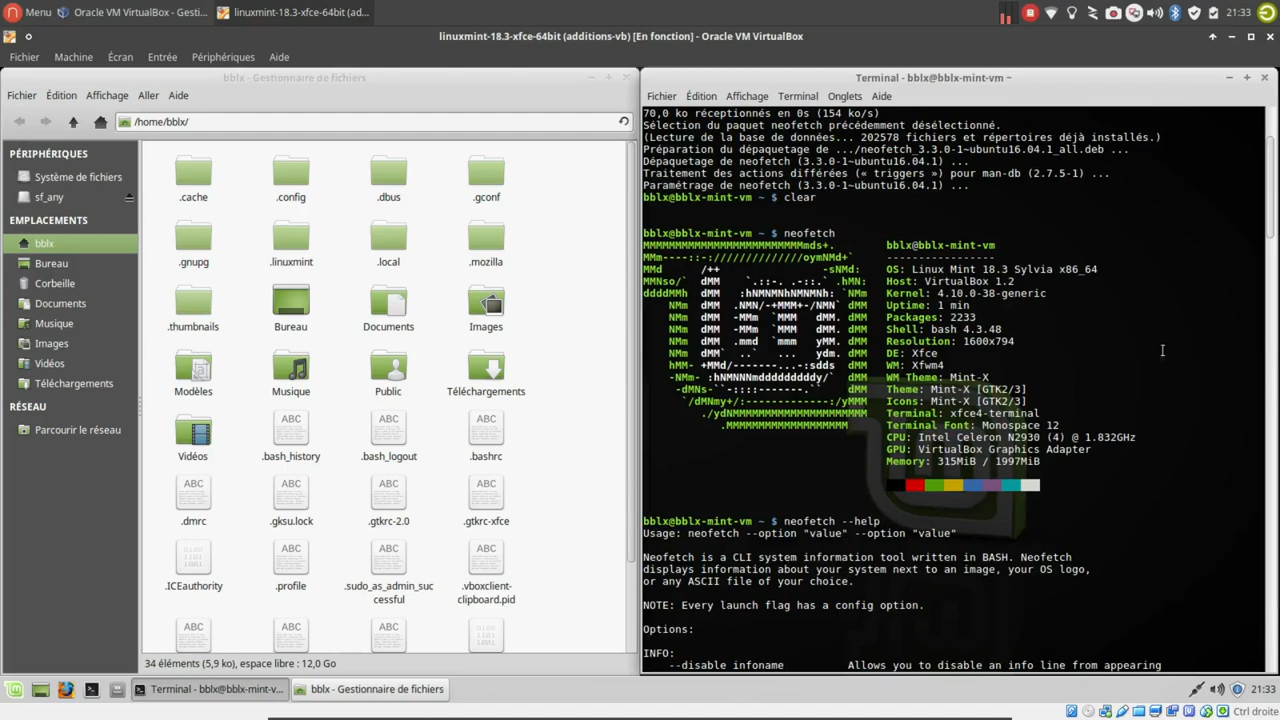 Menu
Oracle VM VirtualBox - Gesti...
linuxmint-18.3-xfce-64bit (ad...
21:33
linuxmint-18.3-xfce-64bit (additions-vb) [En fonction] - Oracle VM VirtualBox
Fichier Machine Écran Entrée Périphériques Aide
bblx - Gestionnaire de fichiers
Fichier Édition Affichage Aller Aide
/home/bblx/
PÉRIPHÉRIQUES
Système de fichiers
sf_any
EMPLACEMENTS
bblx
Bureau
Corbeille
Documents
Musique
Images
Vidéos
Téléchargements
RÉSEAU
Parcourir le réseau
.cache .config .dbus .gconf
.gnupg .linuxmint .local .mozilla
.thumbnails Bureau Documents Images
Modèles Musique Public Téléchargements
ABC ABC ABC
Vidéos .bash_history .bash_logout .bashrc
ABC ABC ABC ABC
.dmrc .gksu.lock .gtkrc-2.0 .gtkrc-xfce
ABC ABC ABC
.ICEauthority .profile .sudo_as_admin_suc
cessful .vboxclient-
clipboard.pid
ABC ABC ABC
34 éléments (5,9 ko), espace libre : 12,0 Go
Terminal - bblx@bblx-mint-vm ~
Fichier Édition Affichage Terminal Onglets Aide
70,0 ko réceptionnés en 0s (154 ko/s)
Sélection du paquet neofetch précédemment désélectionné.
(Lecture de la base de données... 202578 fichiers et répertoires déjà installés.)
Préparation du dépaquetage de .../neofetch_3.3.0-1~ubuntu16.04.1_all.deb ...
Dépaquetage de neofetch (3.3.0-1~ubuntu16.04.1) ...
Traitement des actions différées (« triggers ») pour man-db (2.7.5-1) ...
Paramétrage de neofetch (3.3.0-1~ubuntu16.04.1) ...
bblx@bblx-mint-vm ~ $ clear
bblx@bblx-mint-vm ~ $ neofetch
bblx@bblx-mint-vm
-----------------
OS: Linux Mint 18.3 Sylvia x86_64
Host: VirtualBox 1.2
Kernel: 4.10.0-38-generic
Uptime: 1 min
Packages: 2233
Shell: bash 4.3.48
Resolution: 1600x794
DE: Xfce
WM: Xfwm4
WM Theme: Mint-X
Theme: Mint-X [GTK2/3]
Icons: Mint-X [GTK2/3]
Terminal: xfce4-terminal
Terminal Font: Monospace 12
CPU: Intel Celeron N2930 (4) @ 1.832GHz
GPU: VirtualBox Graphics Adapter
Memory: 315MiB / 1997MiB
bblx@bblx-mint-vm ~ $ neofetch --help
Usage: neofetch --option "value" --option "value"
Neofetch is a CLI system information tool written in BASH. Neofetch
displays information about your system next to an image, your OS logo,
or any ASCII file of your choice.
NOTE: Every launch flag has a config option.
Options:
INFO:
--disable infoname Allows you to disable an info line from appearing
Terminal - bblx@bblx-mint-v...
bblx - Gestionnaire de fichiers
21:33
Ctrl droite